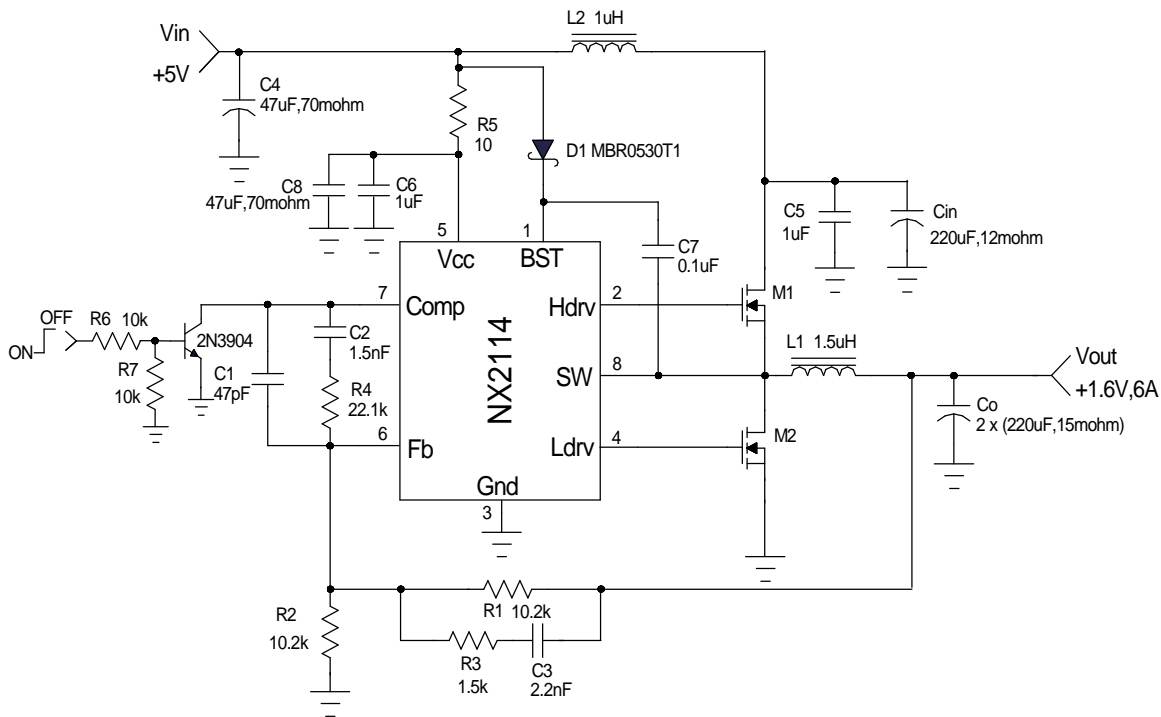 L2 1uH
Vin
+5V
C4
47uF,70mohm
R5
10
D1 MBR0530T1
C8
47uF,70mohm
C6
1uF
C5
1uF
Cin
220uF,12mohm
5
1
Vcc
BST
C7
0.1uF
7
Comp
Hdrv
2
M1
OFF
ON
R6 10k
2N3904
R7
10k
C1
47pF
C2
1.5nF
R4
22.1k
NX2114
SW
8
L1 1.5uH
Vout
+1.6V,6A
Co
2 x (220uF,15mohm)
6
Fb
Ldrv
4
M2
Gnd
3
R2
10.2k
R1 10.2k
R3
1.5k
C3
2.2nF